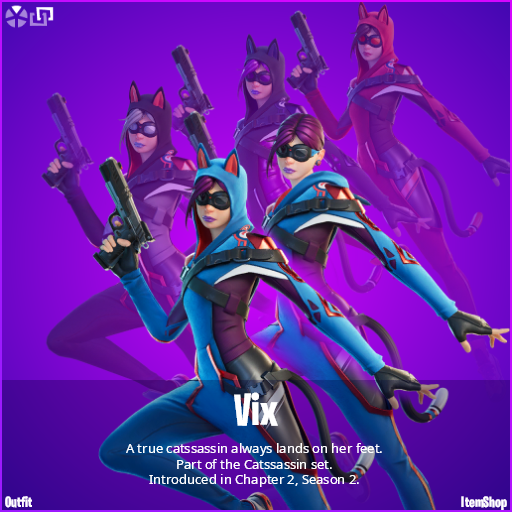 Vix
A true catssassin always lands on her feet.
Part of the Catssassin set.
Introduced in Chapter 2, Season 2.
Outfit
ItemShop